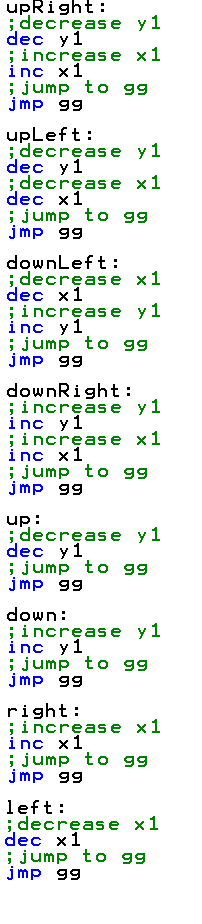 upRight:
;decrease y1
dec y1
;increase x1
inc x1
;jump to gg
jmp gg
upLeft:
;decrease y1
dec y1
;decrease x1
dec x1
;jump to gg
jmp gg
downLeft:
;decrease x1
dec x1
;increase y1
inc y1
;jump to gg
jmp gg
downRight:
;increase y1
inc y1
;increase x1
inc x1
;jump to gg
jmp gg
up:
;decrease y1
dec y1
;jump to gg
jmp gg
down:
;increase y1
inc y1
;jump to gg
jmp gg
right:
;increase x1
inc x1
;jump to gg
jmp gg
left:
;decrease x1
dec x1
;jump to gg
jmp gg